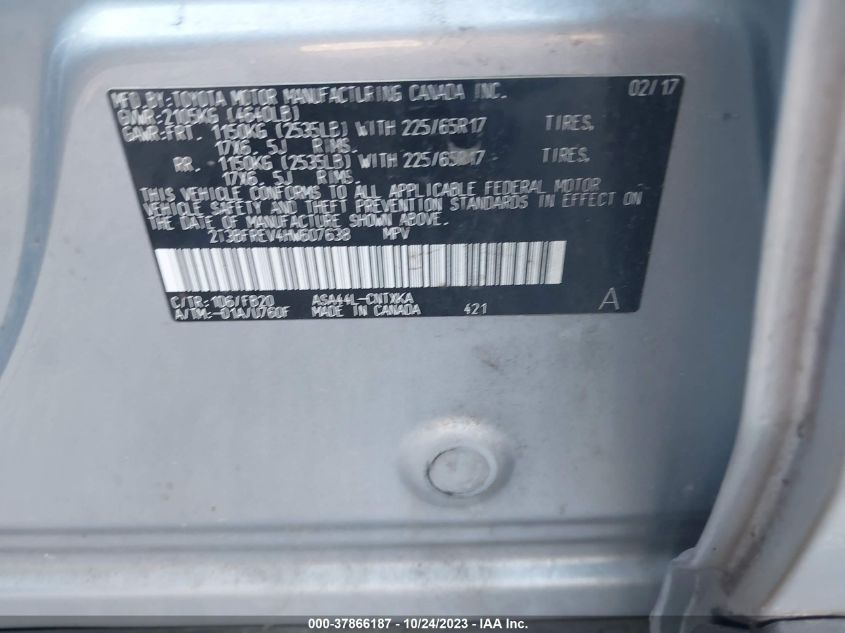 MFD BY: TOYOTA MOTOR MANUFACTURING CANADA INC. 02/17
GVWR: 2105KG (4640LB)
GAWR: FRT. 1150KG (2535LB) WITH 225/65R17 TIRES,
17X6. 5J RIMS.
RR. 1150KG (2535LB) WITH 225/65R17 TIRES,
17X6. 5J RIMS.
THIS VEHICLE CONFORMS TO ALL APPLICABLE FEDERAL MOTOR
VEHICLE SAFETY AND THEFT PREVENTION STANDARDS IN EFFECT ON
THE DATE OF MANUFACTURE SHOWN ABOVE.
2T3BFREV4HW607638 MPV
C/TR: 1D6/FB20 ASA44L-CNTXKA A
A/TM: -01A/U760F MADE IN CANADA 421
000-37866187 - 10/24/2023 - IAA Inc.